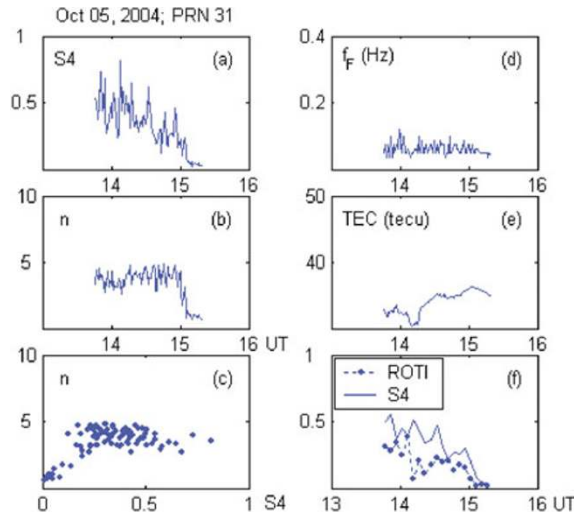 Oct 05, 2004; PRN 31
1
S4
(a)
0.5
14
15
16
10
n
(b)
5
14
15
16 UT
10
n
(c)
5
0
0
0.5
1
S4
0.4
f_F (Hz)
(d)
0.2
14
15
16
50
TEC (tecu)
(e)
40
14
15
16
1
ROTI
S4
(f)
0.5
0
13
14
15
16 UT